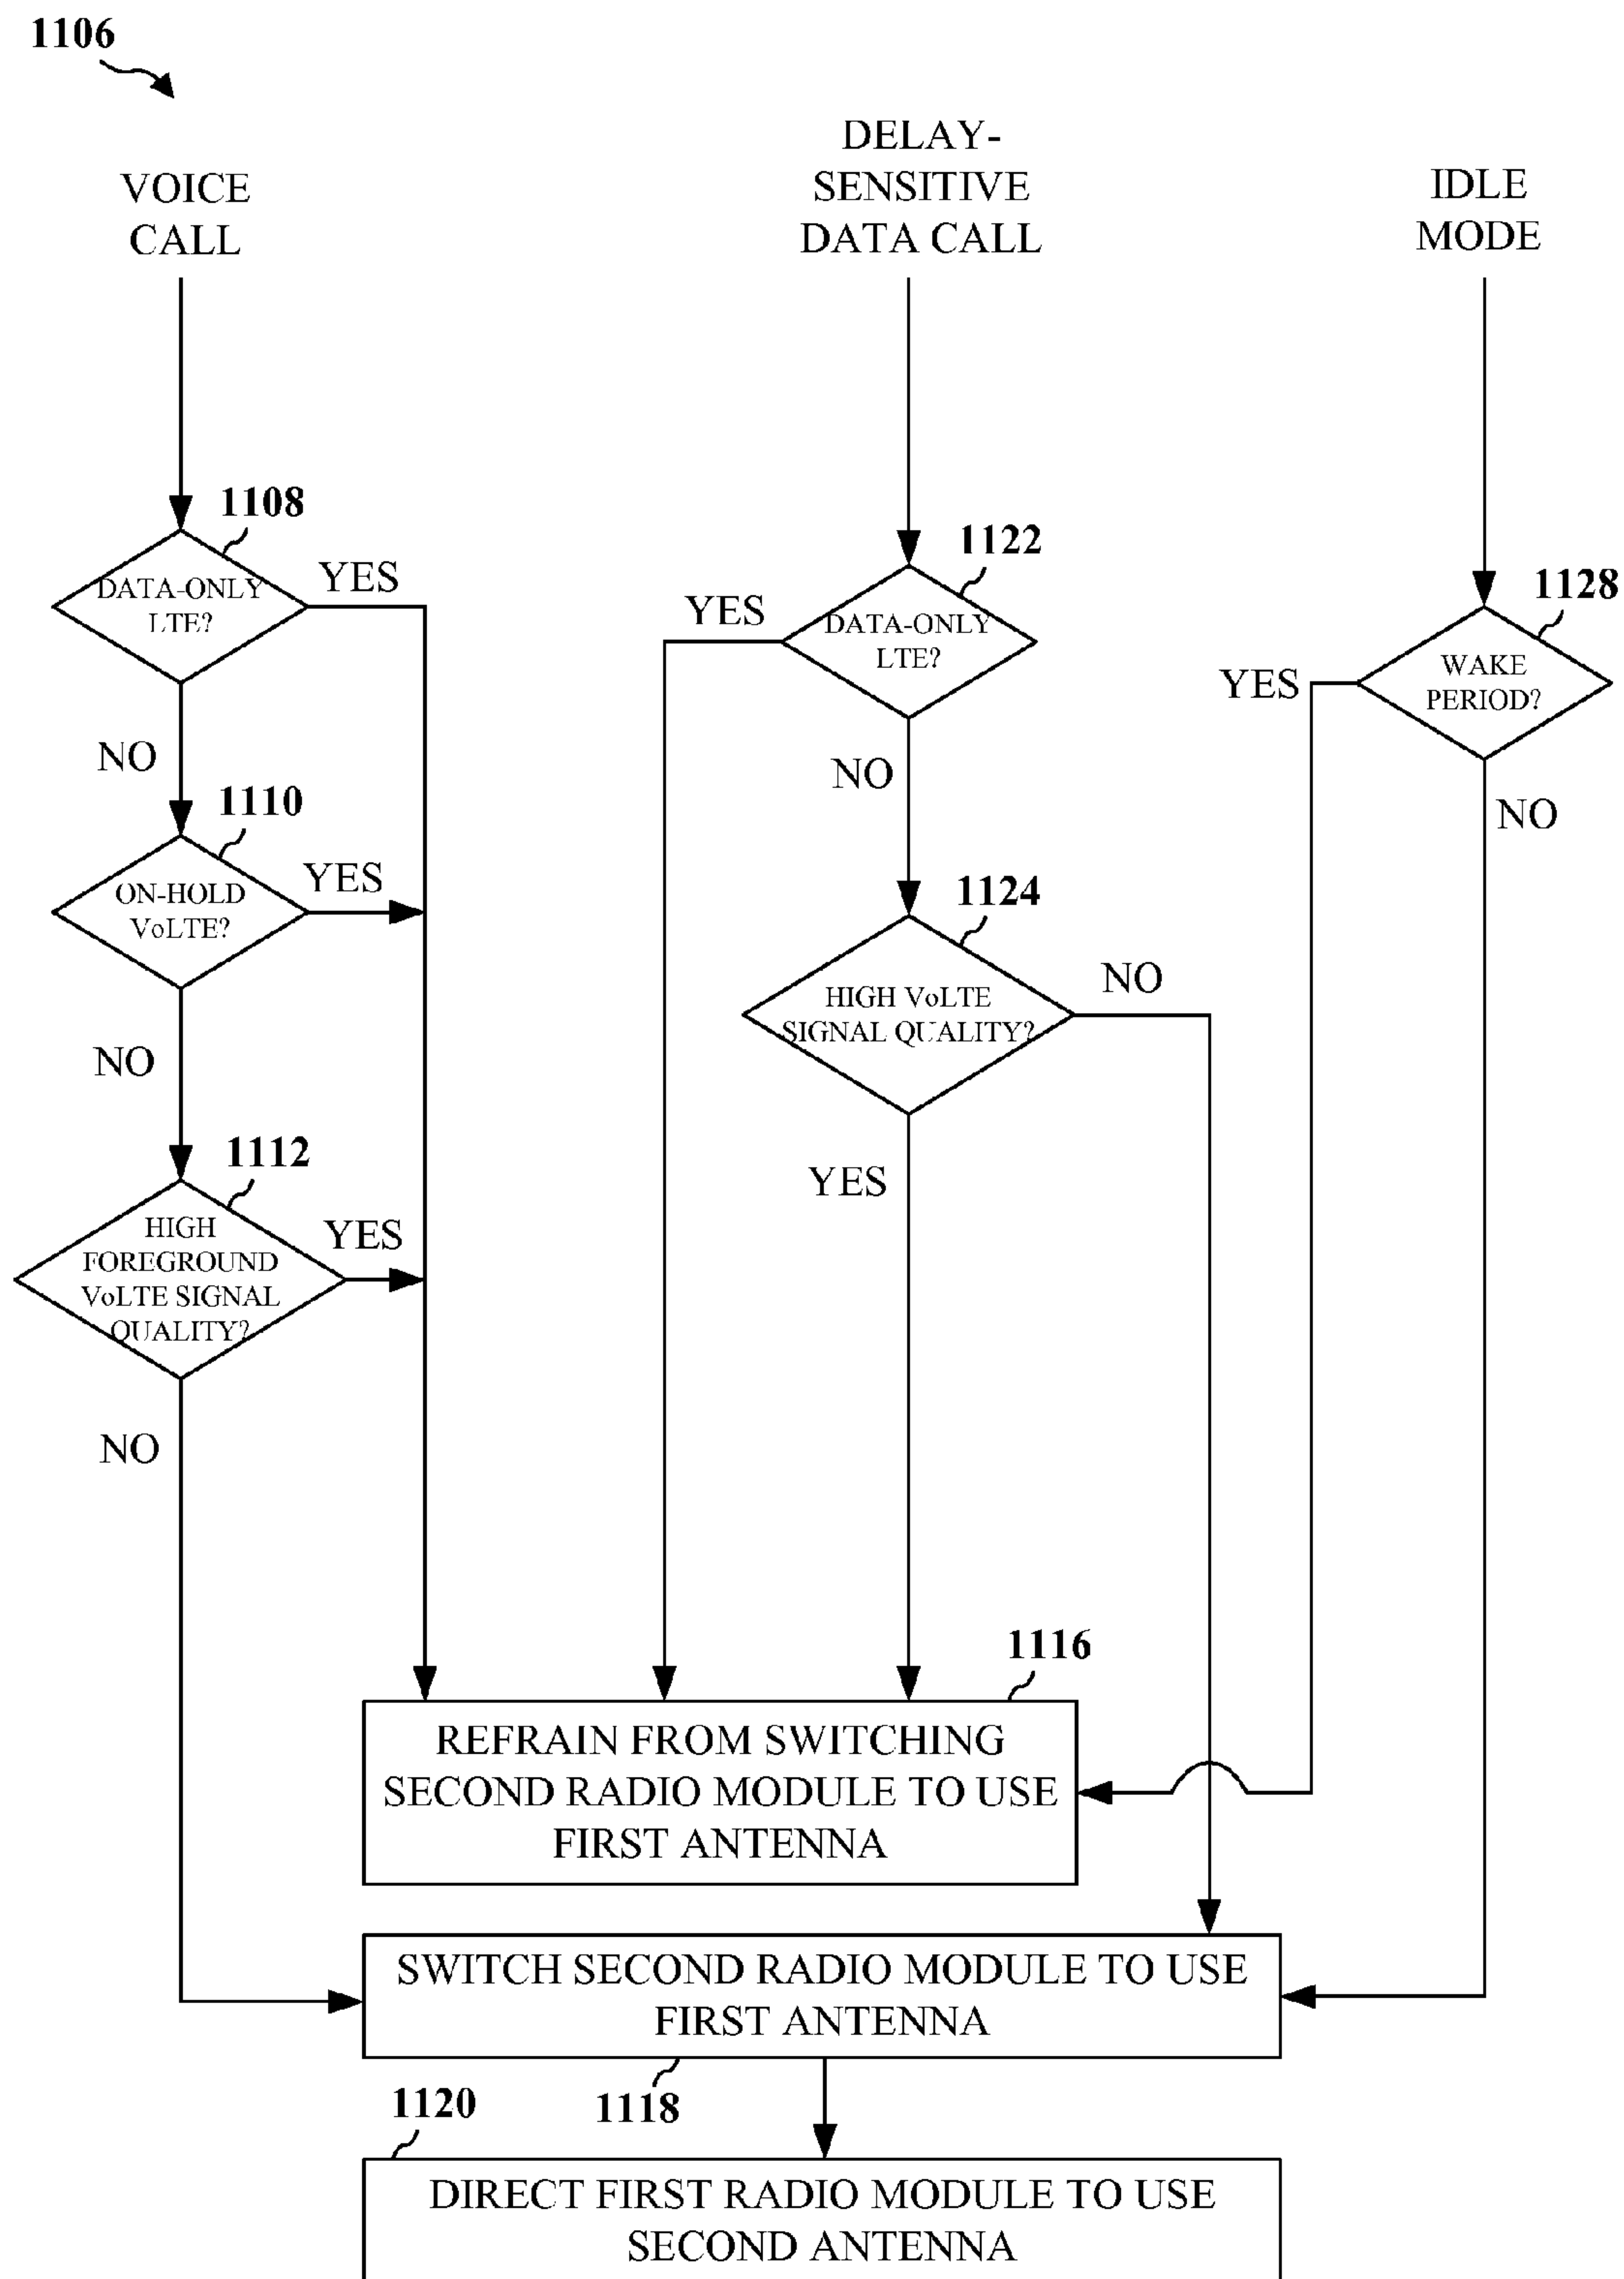 1106
VOICE
CALL
DELAY-
SENSITIVE
DATA CALL
IDLE
MODE
1108
DATA-ONLY
LTE?
YES
NO
1110
ON-HOLD
VoLTE?
YES
NO
1112
HIGH
FOREGROUND
VoLTE SIGNAL
QUALITY?
YES
NO
1122
DATA-ONLY
LTE?
YES
NO
1124
HIGH VoLTE
SIGNAL QUALITY?
NO
YES
1128
WAKE
PERIOD?
YES
NO
1116
REFRAIN FROM SWITCHING
SECOND RADIO MODULE TO USE
FIRST ANTENNA
SWITCH SECOND RADIO MODULE TO USE
FIRST ANTENNA
1118
1120
DIRECT FIRST RADIO MODULE TO USE
SECOND ANTENNA